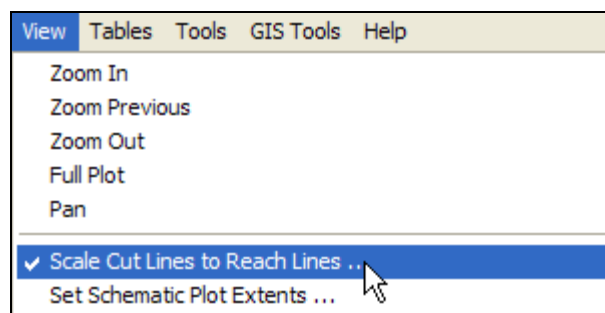 View Tables Tools GIS Tools Help
Zoom In
Zoom Previous
Zoom Out
Full Plot
Pan
Scale Cut Lines to Reach Lines ...
Set Schematic Plot Extents ...